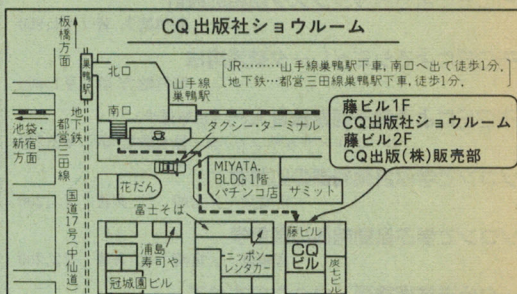 CQ出版社ショウルーム
板橋方面
JR………山手線巣鴨駅下車,南口へ出て徒歩1分.
地下鉄…都営三田線巣鴨駅下車,徒歩1分.
巣鴨駅
北口
山手線
巣鴨駅
地下鉄
都営三田線
南口
タクシー・ターミナル
池袋・
新宿
方面
藤ビル1F
CQ出版社ショウルーム
藤ビル2F
CQ出版(株)販売部
MIYATA.
BLDG1階
パチンコ店
サミット
花だん
富士そば
国道17号(中仙道)
浦島
寿司や
冠城園ビル
ニッポン
レンタカー
藤ビル
CQ
ビル
炭七ビル